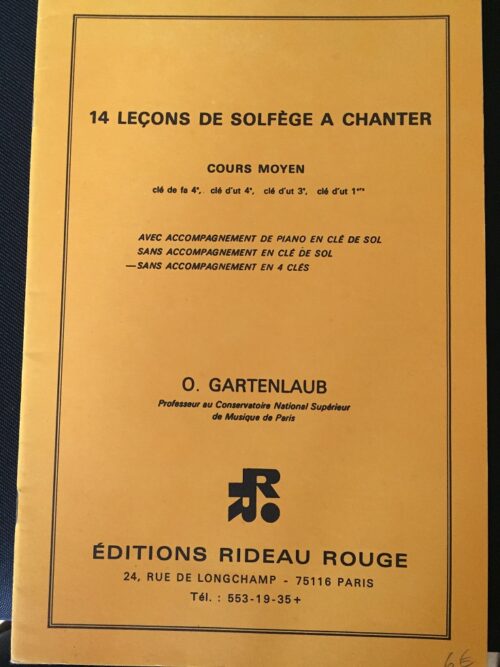 14 LEÇONS DE SOLFÈGE A CHANTER
COURS MOYEN
clé de fa 4e, clé d'ut 4e, clé d'ut 3e, clé d'ut 1ère
AVEC ACCOMPAGNEMENT DE PIANO EN CLÉ DE SOL
SANS ACCOMPAGNEMENT EN CLÉ DE SOL
—SANS ACCOMPAGNEMENT EN 4 CLÉS
O. GARTENLAUB
Professeur au Conservatoire National Supérieur
de Musique de Paris
ÉDITIONS RIDEAU ROUGE
24, RUE DE LONGCHAMP - 75116 PARIS
Tél. : 553-19-35+
6€